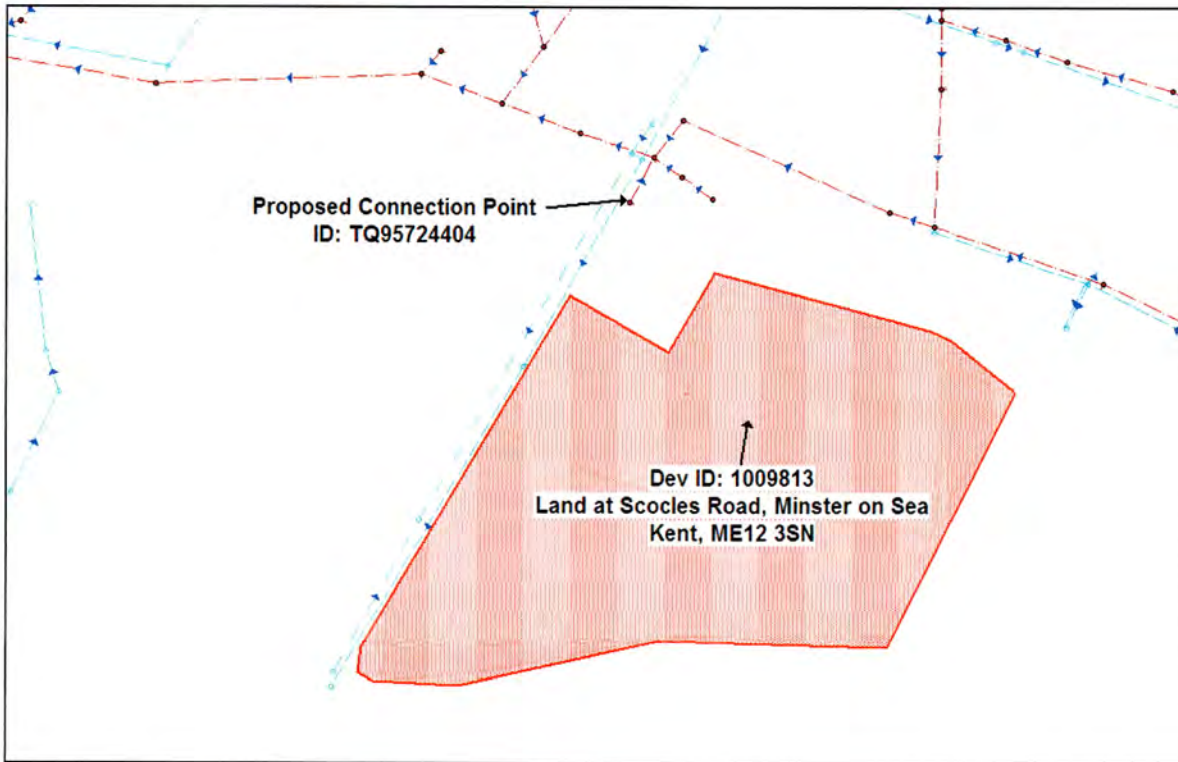 Proposed Connection Point
ID: TQ95724404
Dev ID: 1009813
Land at Scocles Road, Minster on Sea
Kent, ME12 3SN